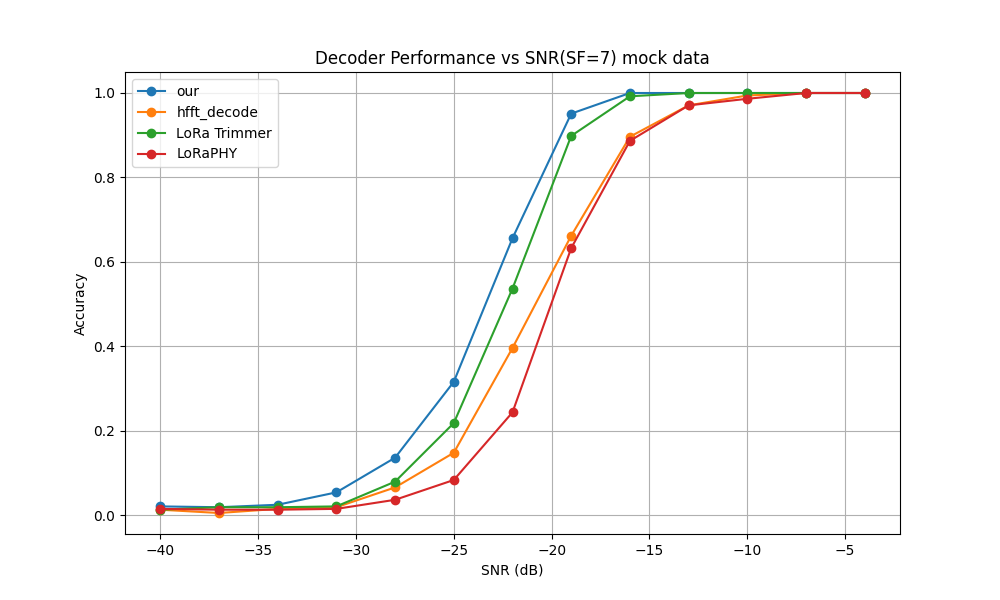 Decoder Performance vs SNR(SF=7) mock data
our
hfft_decode
LoRa Trimmer
LoRaPHY
1.0
0.8
0.6
0.4
0.2
0.0
Accuracy
−40
−35
−30
−25
−20
−15
−10
−5
SNR (dB)